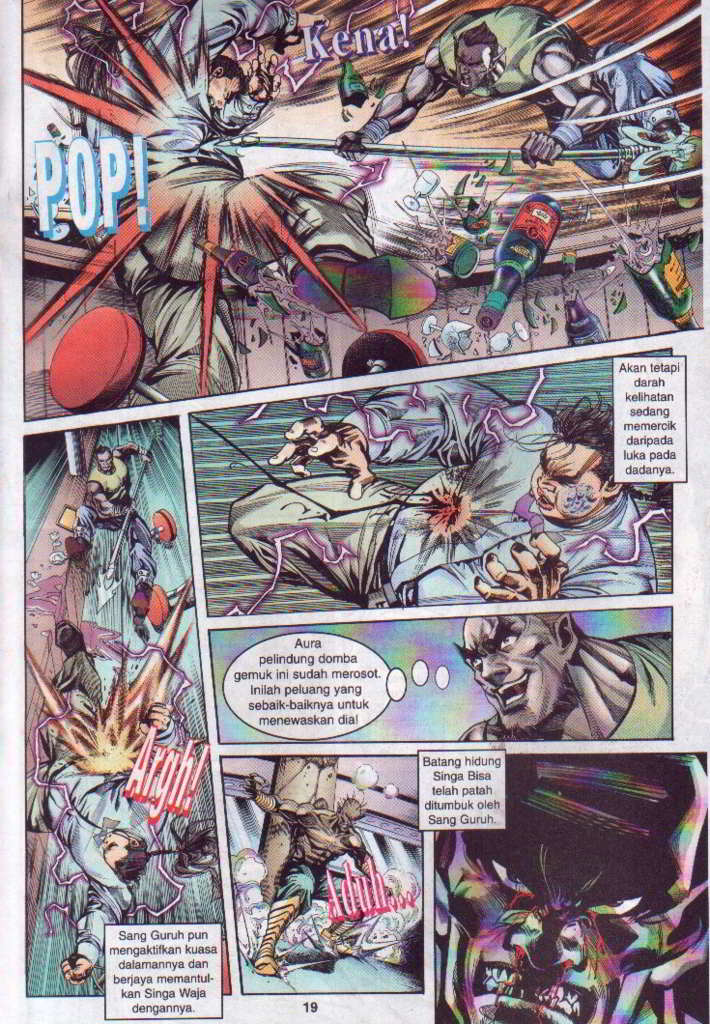 Kena!
POP!
Akan tetapi
darah
kelihatan
sedang
memercik
daripada
luka pada
dadanya.
Aura
pelindung domba
gemuk ini sudah merosot.
Inilah peluang yang
sebaik-baiknya untuk
menewaskan dia!
Argh!
Sang Guruh pun
mengaktifkan kuasa
dalamannya dan
berjaya memantul-
kan Singa Waja
dengannya.
Aduh...
Batang hidung
Singa Bisa
telah patah
ditumbuk oleh
Sang Guruh.
19